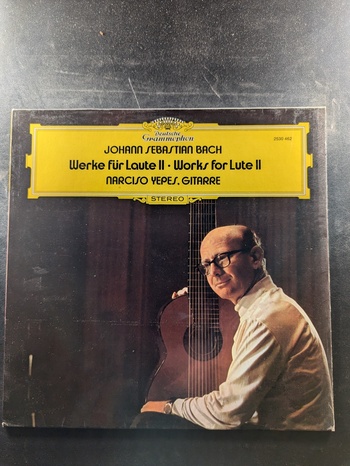 Deutsche
Grammophon
JOHANN SEBASTIAN BACH
2530 462
Werke für Laute II · Works for Lute II
NARCISO YEPES, GITARRE
STEREO